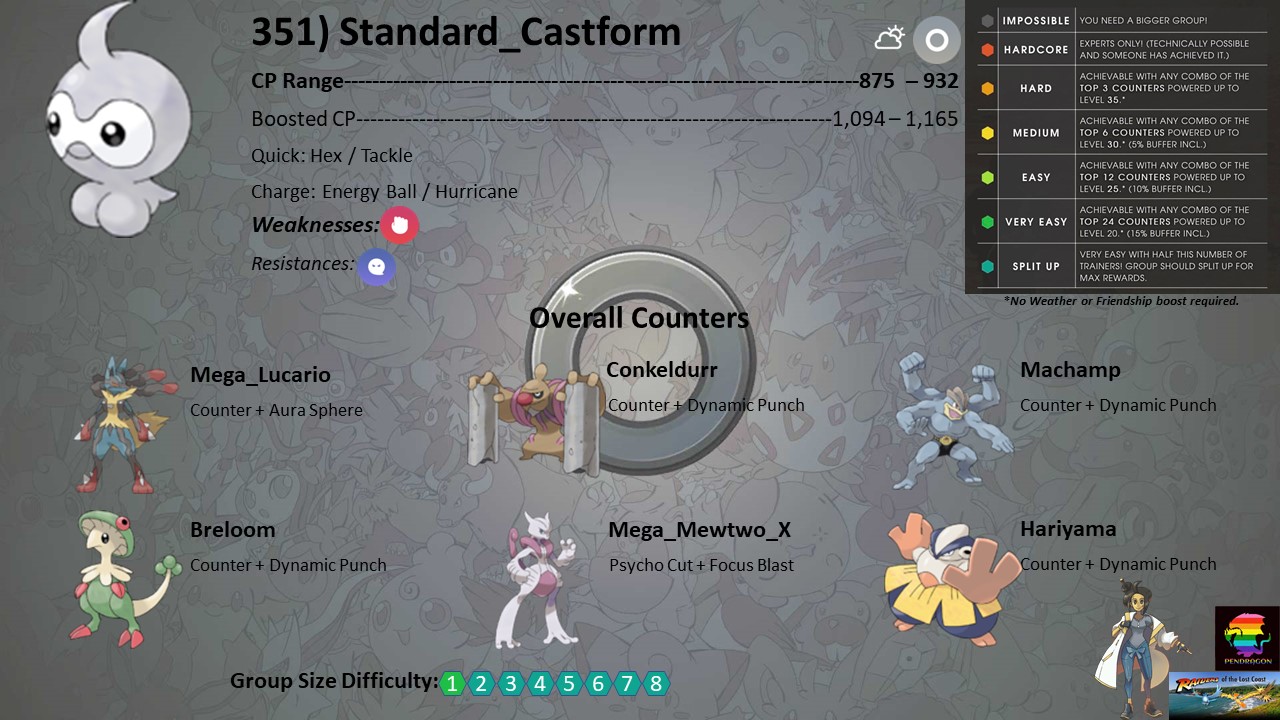 351) Standard_Castform
CP Range-----------------------------------------------------------------------------875 – 932
Boosted CP------------------------------------------------------------------------1,094 – 1,165
Quick: Hex / Tackle
Charge: Energy Ball / Hurricane
Weaknesses:
Resistances:
IMPOSSIBLE YOU NEED A BIGGER GROUP!
HARDCORE EXPERTS ONLY! (TECHNICALLY POSSIBLE
AND SOMEONE HAS ACHIEVED IT.)
HARD ACHIEVABLE WITH ANY COMBO OF THE
TOP 3 COUNTERS POWERED UP TO
LEVEL 35.*
MEDIUM ACHIEVABLE WITH ANY COMBO OF THE
TOP 6 COUNTERS POWERED UP TO
LEVEL 30.* (5% BUFFER INCL.)
EASY ACHIEVABLE WITH ANY COMBO OF THE
TOP 12 COUNTERS POWERED UP TO
LEVEL 25.* (10% BUFFER INCL.)
VERY EASY ACHIEVABLE WITH ANY COMBO OF THE
TOP 24 COUNTERS POWERED UP TO
LEVEL 20.* (15% BUFFER INCL.)
SPLIT UP VERY EASY WITH HALF THIS NUMBER OF
TRAINERS! GROUP SHOULD SPLIT UP FOR
MAX REWARDS.
*No Weather or Friendship boost required.
Overall Counters
Mega_Lucario
Counter + Aura Sphere
Conkeldurr
Counter + Dynamic Punch
Machamp
Counter + Dynamic Punch
Breloom
Counter + Dynamic Punch
Mega_Mewtwo_X
Psycho Cut + Focus Blast
Hariyama
Counter + Dynamic Punch
Group Size Difficulty: 1 2 3 4 5 6 7 8
PENDROGON
RAIDERS of the Lost Coast